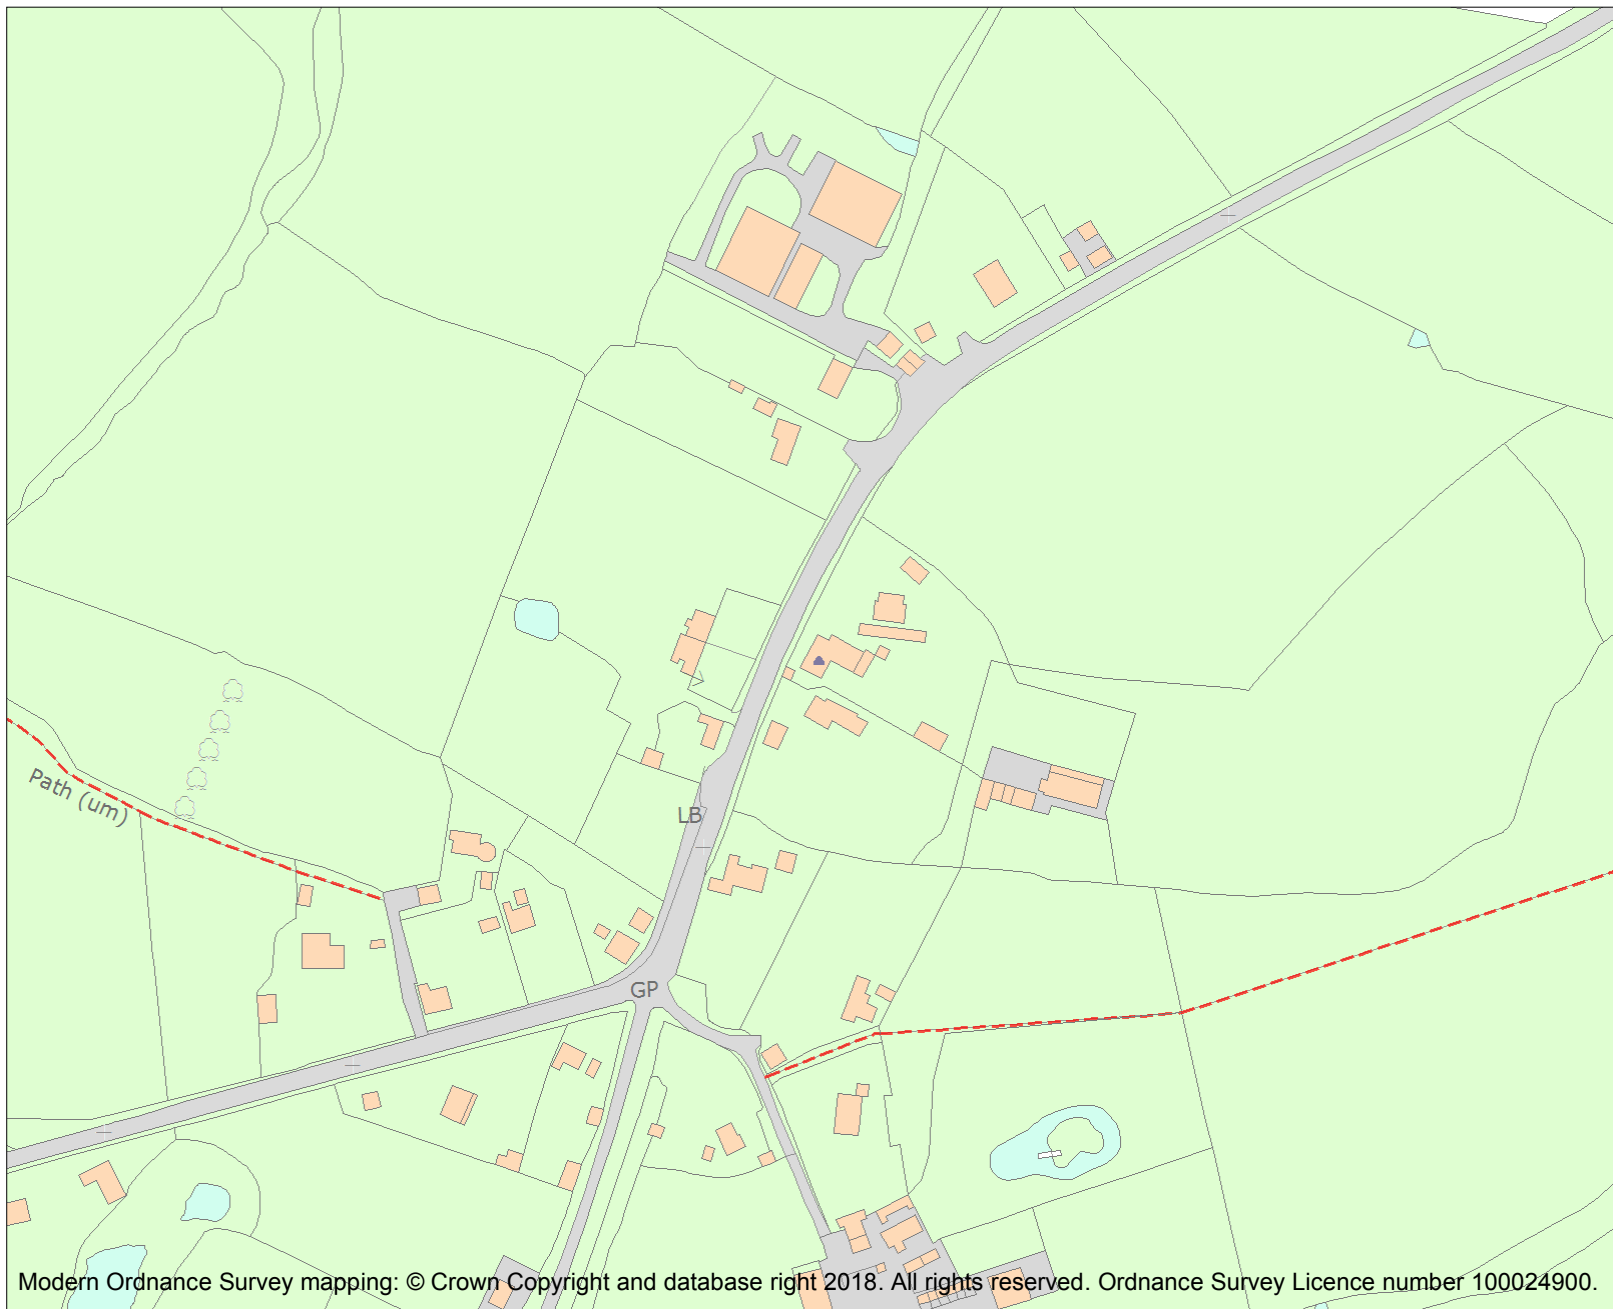 Path (um)
LB
GP
Modern Ordnance Survey mapping: © Crown Copyright and database right 2018. All rights reserved. Ordnance Survey Licence number 100024900.